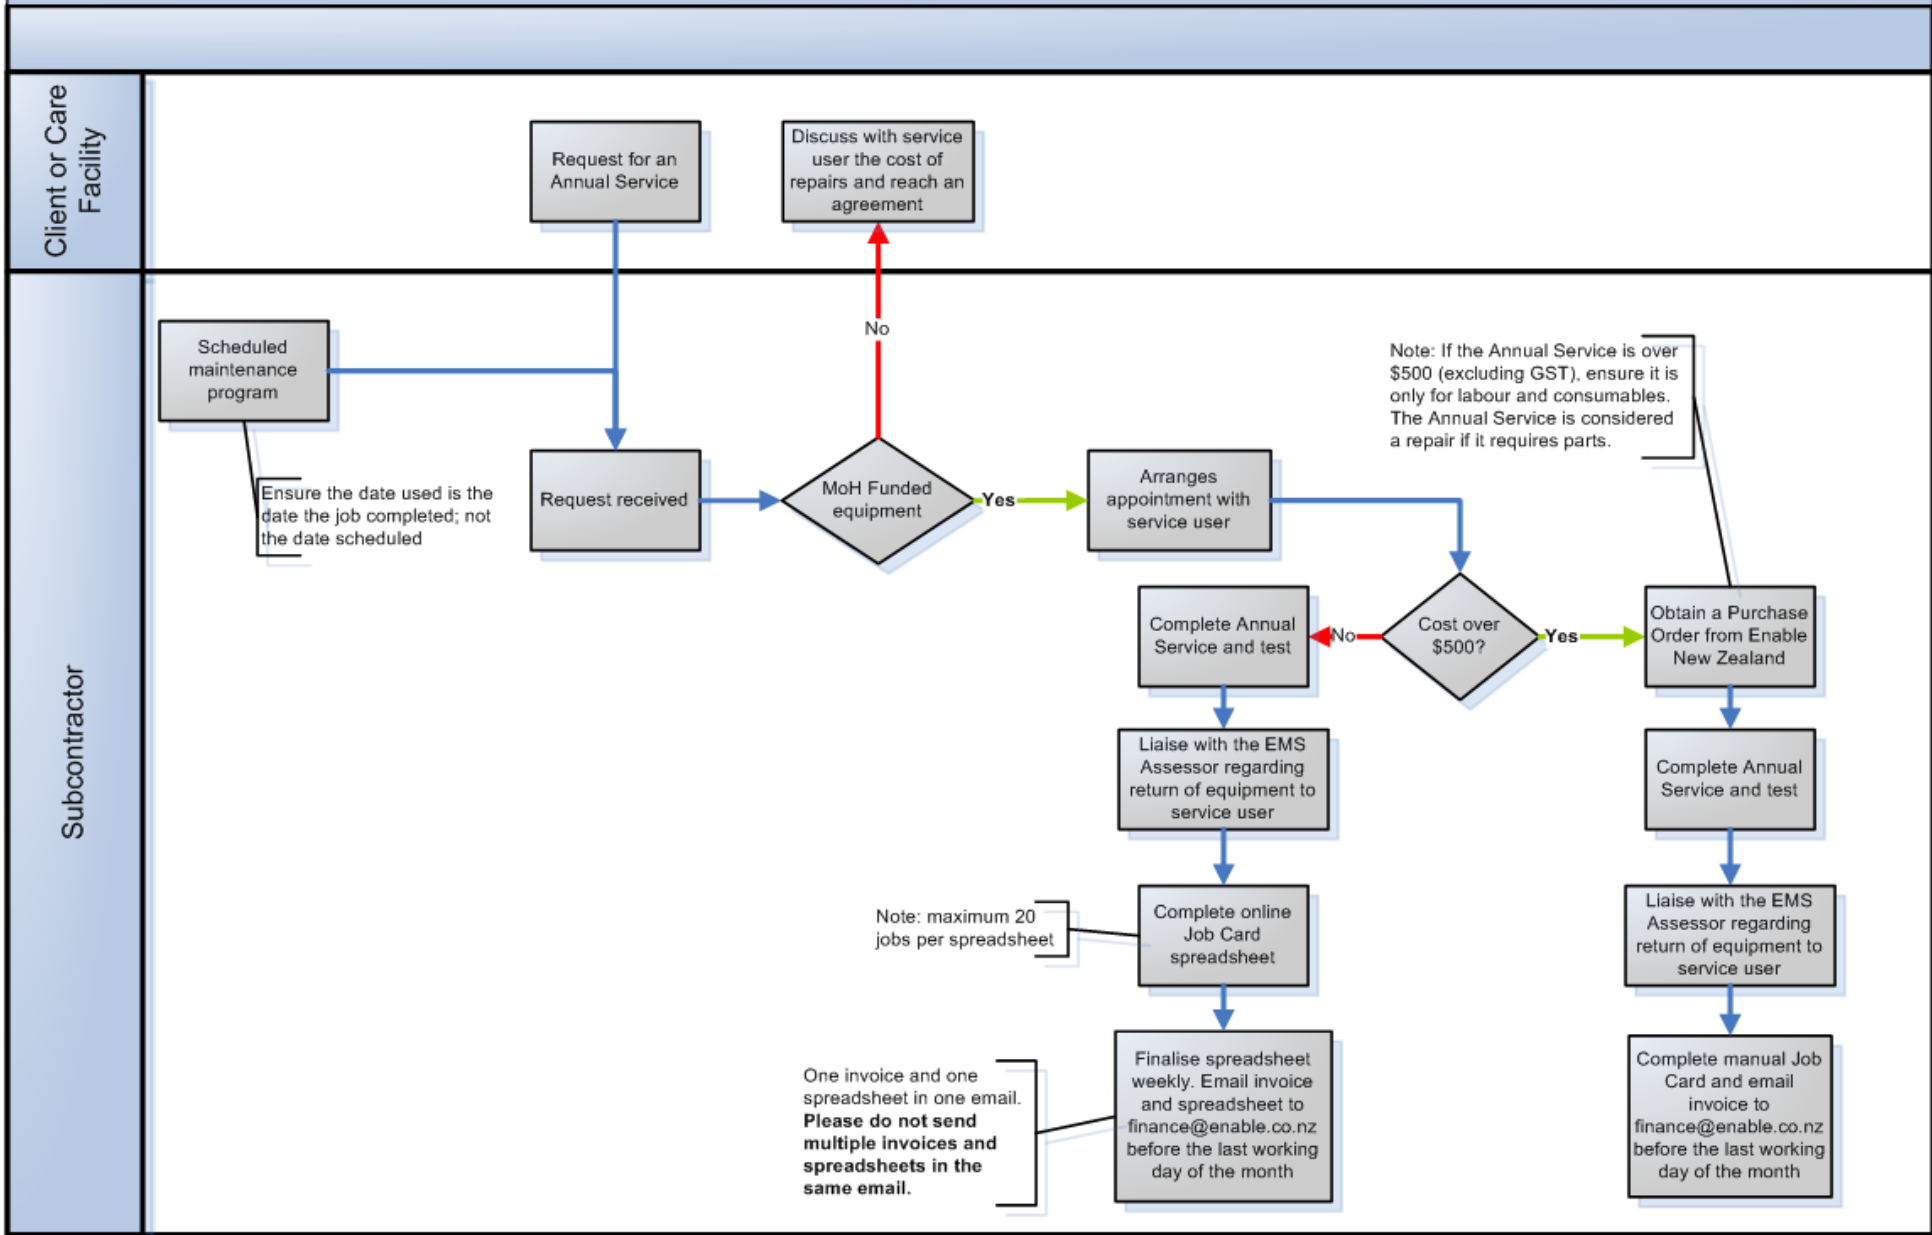 Client or Care
Facility
Request for an
Annual Service
Discuss with service
user the cost of
repairs and reach an
agreement
Subcontractor
Scheduled
maintenance
program
Ensure the date used is the
date the job completed; not
the date scheduled
Request received
No
MoH Funded
equipment
Yes
Arranges
appointment with
service user
Note: If the Annual Service is over
$500 (excluding GST), ensure it is
only for labour and consumables.
The Annual Service is considered
a repair if it requires parts.
Cost over
$500?
No
Yes
Complete Annual
Service and test
Liaise with the EMS
Assessor regarding
return of equipment to
service user
Note: maximum 20
jobs per spreadsheet
Complete online
Job Card
spreadsheet
One invoice and one
spreadsheet in one email.
Please do not send
multiple invoices and
spreadsheets in the
same email.
Finalise spreadsheet
weekly. Email invoice
and spreadsheet to
finance@enable.co.nz
before the last working
day of the month
Obtain a Purchase
Order from Enable
New Zealand
Complete Annual
Service and test
Liaise with the EMS
Assessor regarding
return of equipment to
service user
Complete manual Job
Card and email
invoice to
finance@enable.co.nz
before the last working
day of the month